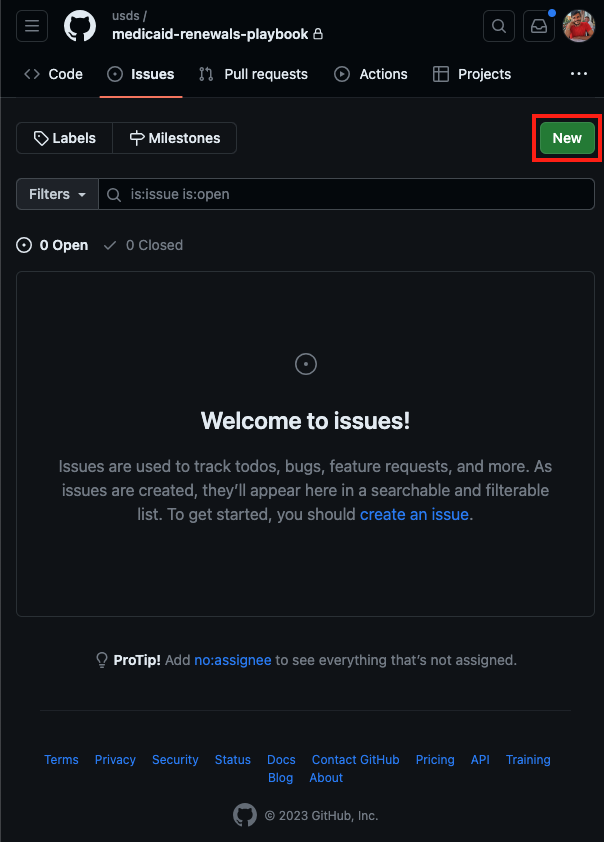 usds /
medicaid-renewals-playbook
Code Issues Pull requests Actions Projects
Labels Milestones New
Filters is:issue is:open
0 Open 0 Closed
Welcome to issues!
Issues are used to track todos, bugs, feature requests, and more. As
issues are created, they’ll appear here in a searchable and filterable
list. To get started, you should create an issue.
ProTip! Add no:assignee to see everything that’s not assigned.
Terms Privacy Security Status Docs Contact GitHub Pricing API Training
Blog About
© 2023 GitHub, Inc.